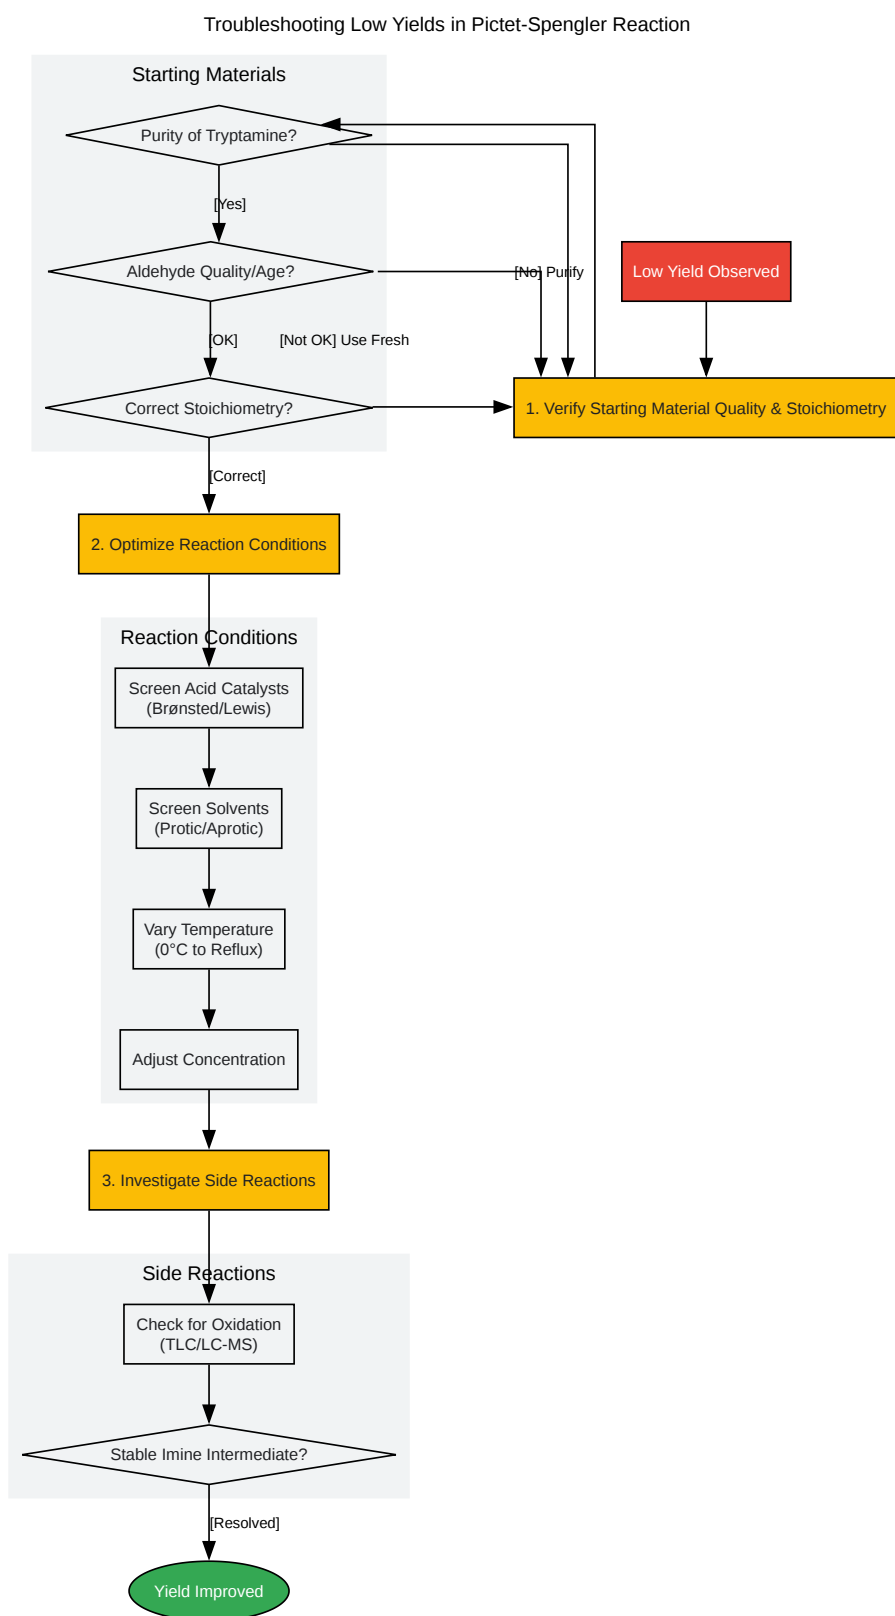 Troubleshooting Low Yields in Pictet-Spengler Reaction
Starting Materials
Purity of Tryptamine?
[Yes]
Aldehyde Quality/Age?
[No] Purify
Low Yield Observed
[OK]
[Not OK] Use Fresh
Correct Stoichiometry?
1. Verify Starting Material Quality & Stoichiometry
[Correct]
2. Optimize Reaction Conditions
Reaction Conditions
Screen Acid Catalysts
(Brønsted/Lewis)
Screen Solvents
(Protic/Aprotic)
Vary Temperature
(0°C to Reflux)
Adjust Concentration
3. Investigate Side Reactions
Side Reactions
Check for Oxidation
(TLC/LC-MS)
Stable Imine Intermediate?
[Resolved]
Yield Improved